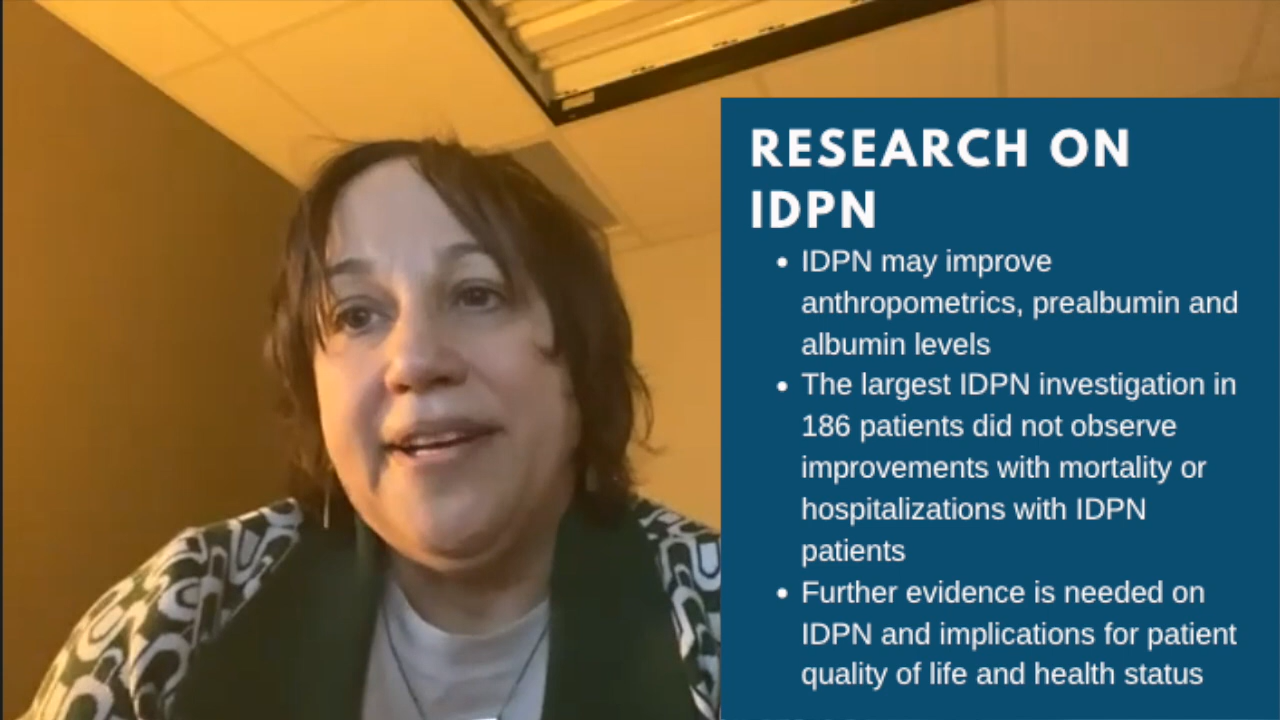 RESEARCH ON
IDPN
• IDPN may improve
anthropometrics, prealbumin and
albumin levels
• The largest IDPN investigation in
186 patients did not observe
improvements with mortality or
hospitalizations with IDPN
patients
• Further evidence is needed on
IDPN and implications for patient
quality of life and health status